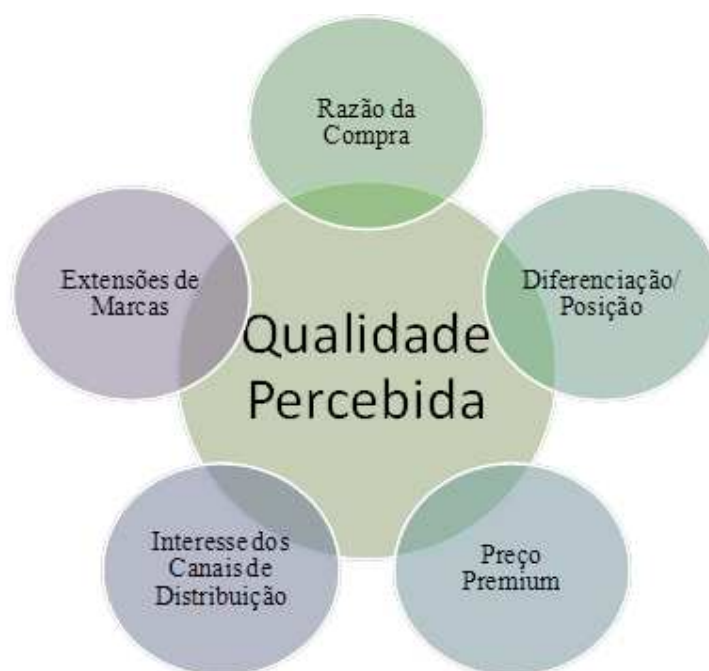 Razão da
Compra
Diferenciação/
Posição
Preço
Premium
Interesse dos
Canais de
Distribuição
Extensões de
Marcas
Qualidade
Percebida